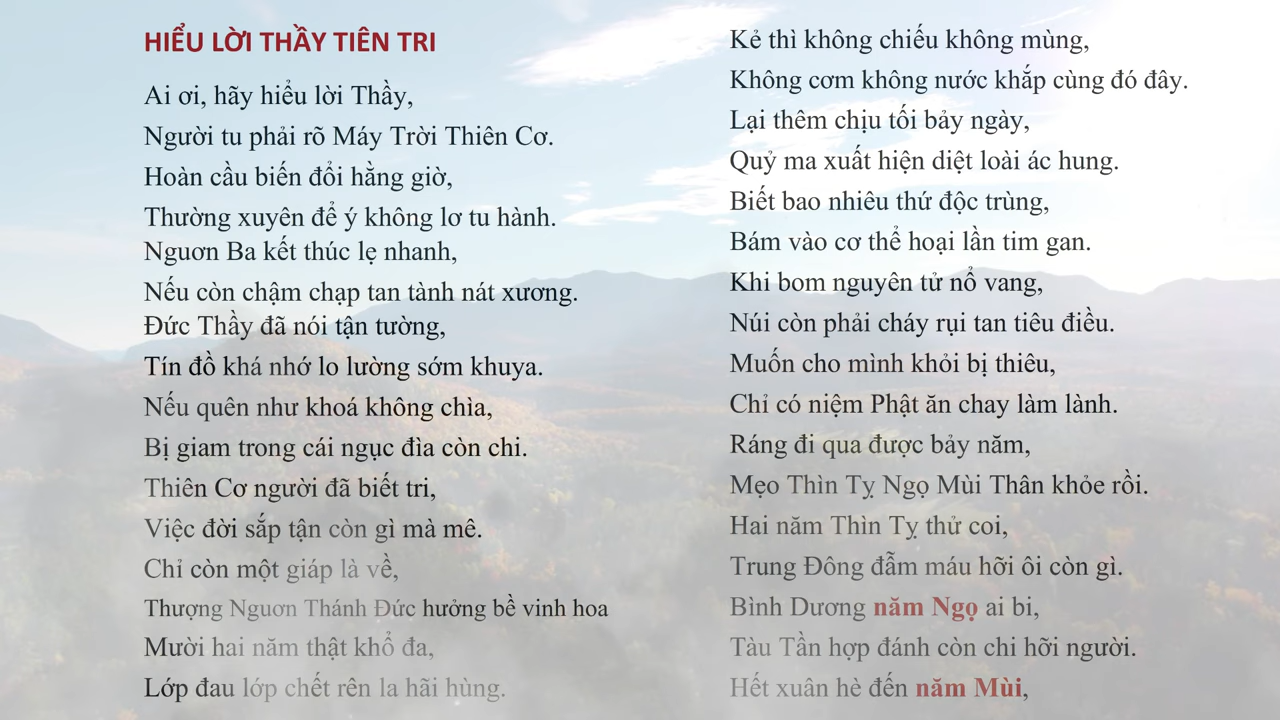 HIỂU LỜI THẦY TIÊN TRI
Ai ơi, hãy hiểu lời Thầy,
Người tu phải rõ Máy Trời Thiên Cơ.
Hoàn cầu biến đổi hằng giờ,
Thường xuyên để ý không lơ tu hành.
Nguơn Ba kết thúc lẹ nhanh,
Nếu còn chậm chạp tan tành nát xương.
Đức Thầy đã nói tận tường,
Tín đồ khá nhớ lo lường sớm khuya.
Nếu quên như khoá không chìa,
Bị giam trong cái ngục đìa còn chi.
Thiên Cơ người đã biết tri,
Việc đời sắp tận còn gì mà mê.
Chỉ còn một giáp là về,
Thượng Nguơn Thánh Đức hưởng bề vinh hoa
Mười hai năm thật khổ đa,
Lớp đau lớp chết rên la hãi hùng.
Kẻ thì không chiếu không mùng,
Không cơm không nước khắp cùng đó đây.
Lại thêm chịu tối bảy ngày,
Quỷ ma xuất hiện diệt loài ác hung.
Biết bao nhiêu thứ độc trùng,
Bám vào cơ thể hoại lần tim gan.
Khi bom nguyên tử nổ vang,
Núi còn phải cháy rụi tan tiêu điều.
Muốn cho mình khỏi bị thiêu,
Chỉ có niệm Phật ăn chay làm lành.
Ráng đi qua được bảy năm,
Mẹo Thìn Tỵ Ngọ Mùi Thân khỏe rồi.
Hai năm Thìn Tỵ thử coi,
Trung Đông đẫm máu hỡi ôi còn gì.
Bình Dương năm Ngọ ai bi,
Tàu Tần hợp đánh còn chi hỡi người.
Hết xuân hè đến năm Mùi,